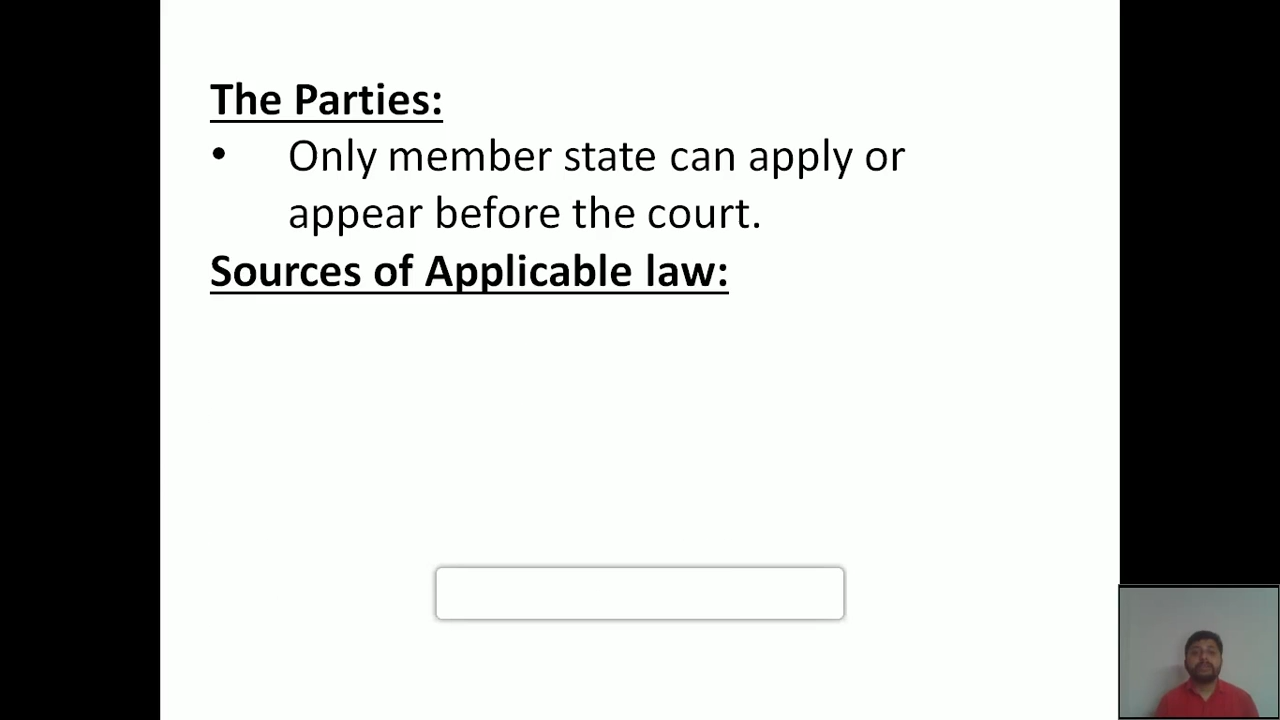 The Parties:
• Only member state can apply or
appear before the court.
Sources of Applicable law: